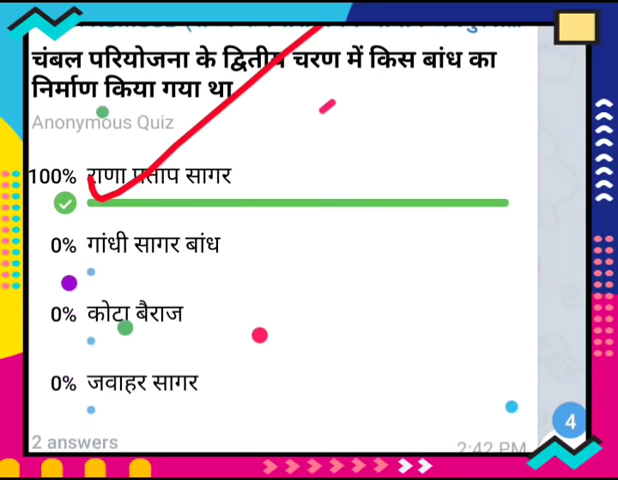 चंबल परियोजना के द्वितीय चरण में किस बांध का
निर्माण किया गया था
Anonymous Quiz
100% राणा प्रताप सागर
0% गांधी सागर बांध
0% कोटा बैराज
0% जवाहर सागर
4
2 answers
2:42 PM